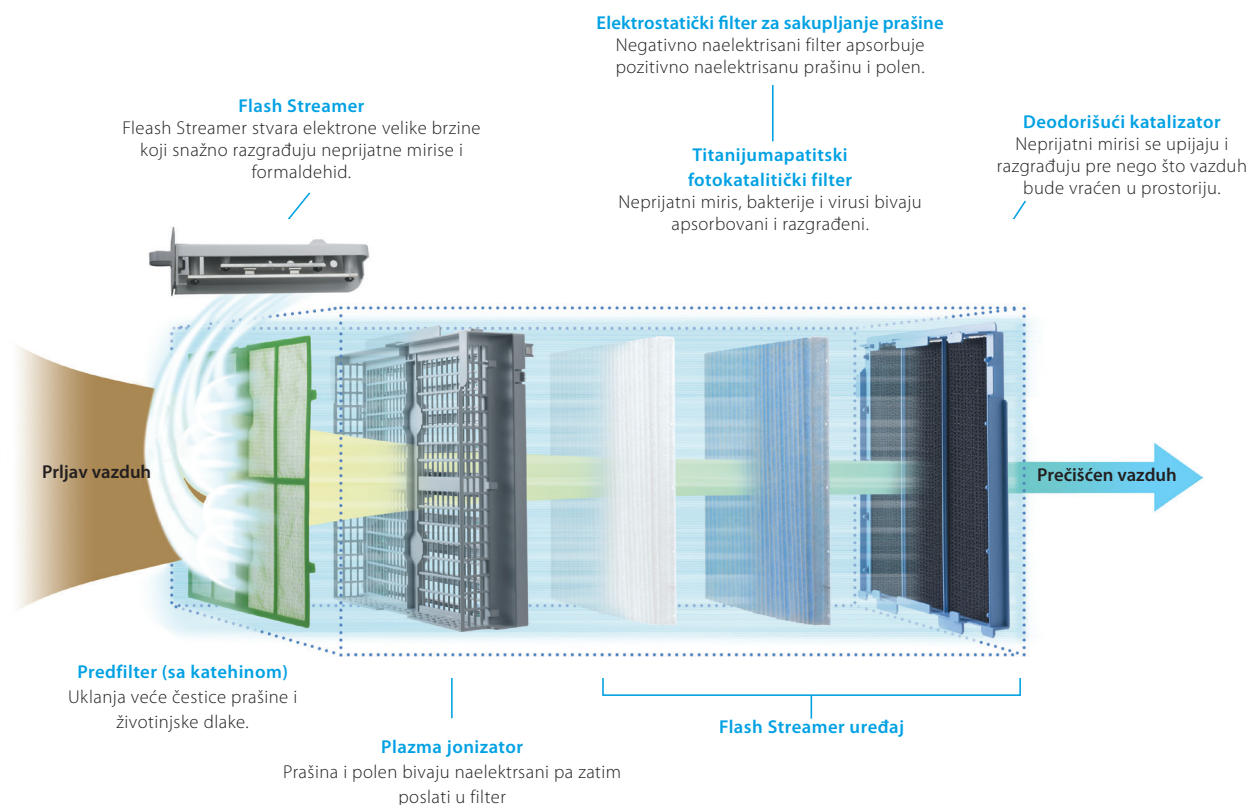 Elektrostatički filter za sakupljanje prašine
Negativno naelektrisani filter apsorbuje
pozitivno naelektrisanu prašinu i polen.
Flash Streamer
Fleash Streamer stvara elektrone velike brzine
koji snažno razgrađuju neprijatne mirise i
formaldehid.
Titanijumapatitski
fotokatalitički filter
Neprijatni miris, bakterije i virusi bivaju
apsorbovani i razgrađeni.
Deodorišući katalizator
Neprijatni mirisi se upijaju i
razgrađuju pre nego što vazduh
bude vraćen u prostoriju.
Prljav vazduh
Prečišćen vazduh
Predfilter (sa katehinom)
Uklanja veće čestice prašine i
životinjske dlake.
Plazma jonizator
Prašina i polen bivaju naelektrsani pa zatim
poslati u filter
Flash Streamer uređaj